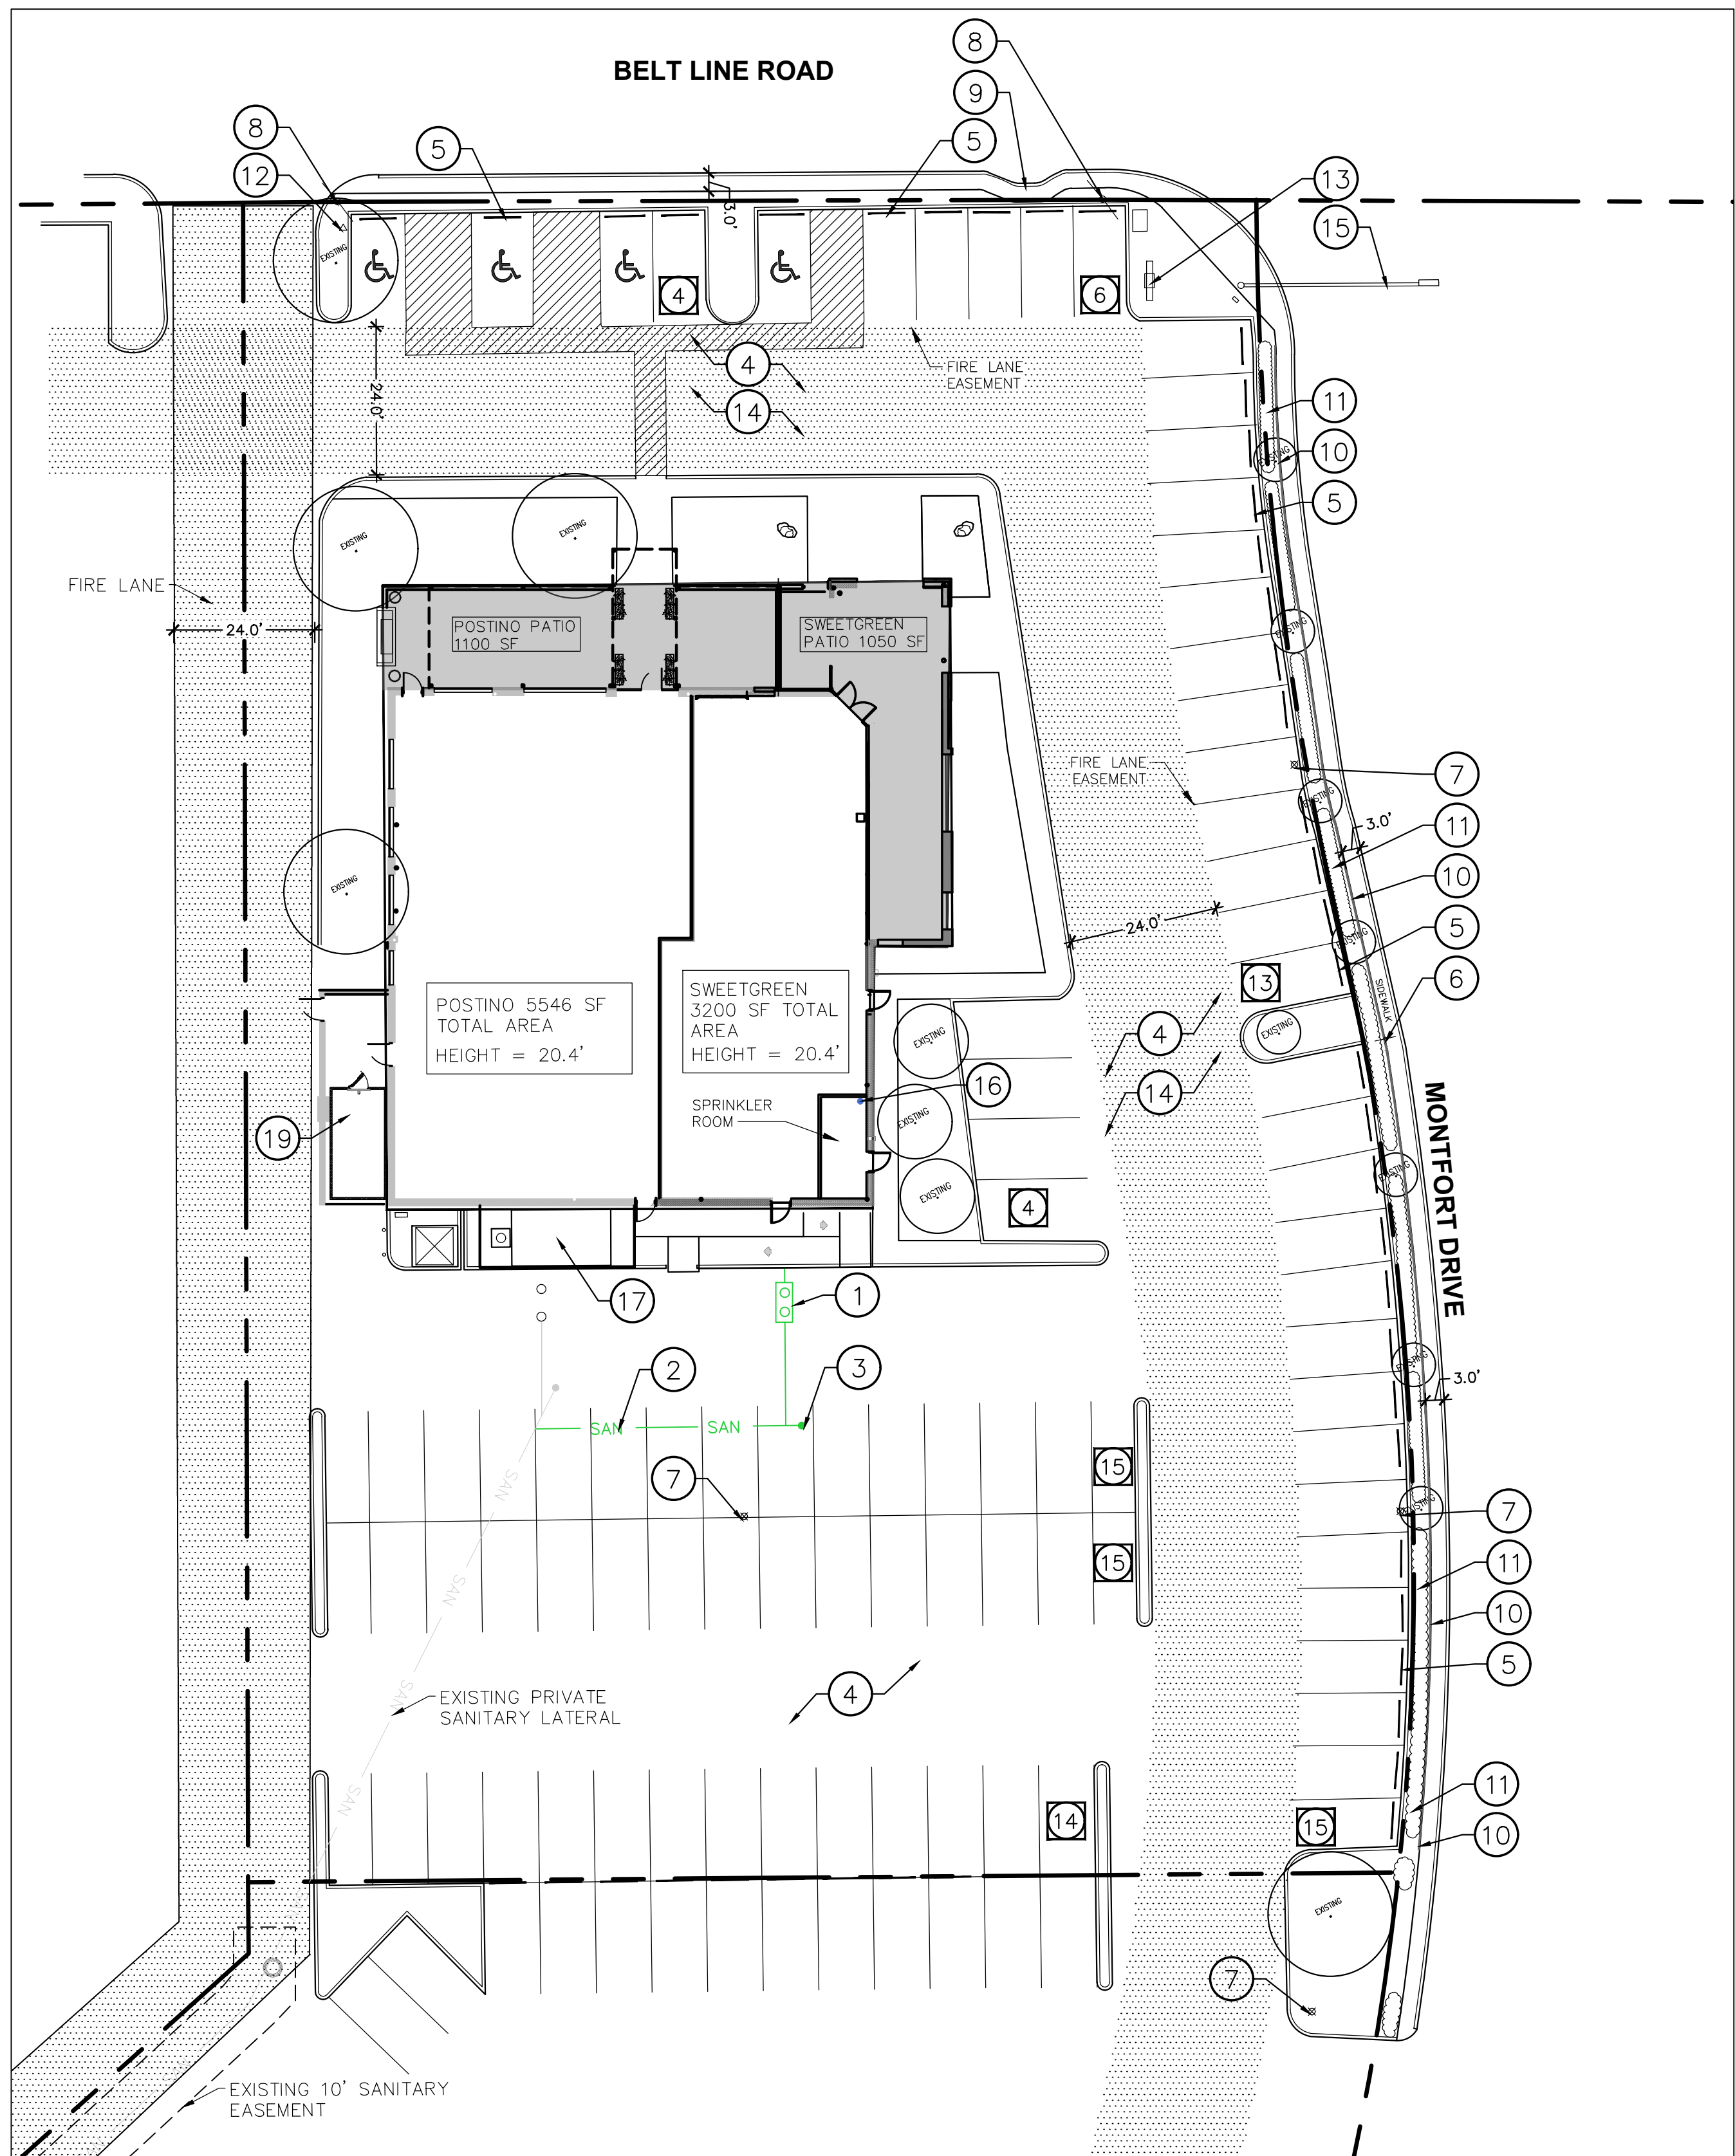 BELT LINE ROAD
8
9
5
8
12
5
13
15
3.0'
EXISTING
4
6
24.0'
4
14
FIRE LANE
EASEMENT
11
10
5
EXISTING
EXISTING
EXISTING
FIRE LANE
24.0'
POSTINO PATIO
1100 SF
SWEETGREEN
PATIO 1050 SF
EXISTING
FIRE LANE
EASEMENT
7
EXISTING
3.0'
11
10
5
6
EXISTING
24.0'
EXISTING
13
SIDEWALK
EXISTING
POSTINO 5546 SF
TOTAL AREA
HEIGHT = 20.4'
SWEETGREEN
3200 SF TOTAL
AREA
HEIGHT = 20.4'
EXISTING
4
14
16
SPRINKLER
ROOM
EXISTING
19
EXISTING
4
EXISTING
MONTFORT DRIVE
17
1
2
3
EXISTING
3.0'
SAN
SAN
7
15
SAN
EXISTING
7
15
11
SAN
10
5
4
SAN
EXISTING PRIVATE
SANITARY LATERAL
SAN
14
15
11
10
EXISTING
7
EXISTING 10' SANITARY
EASEMENT